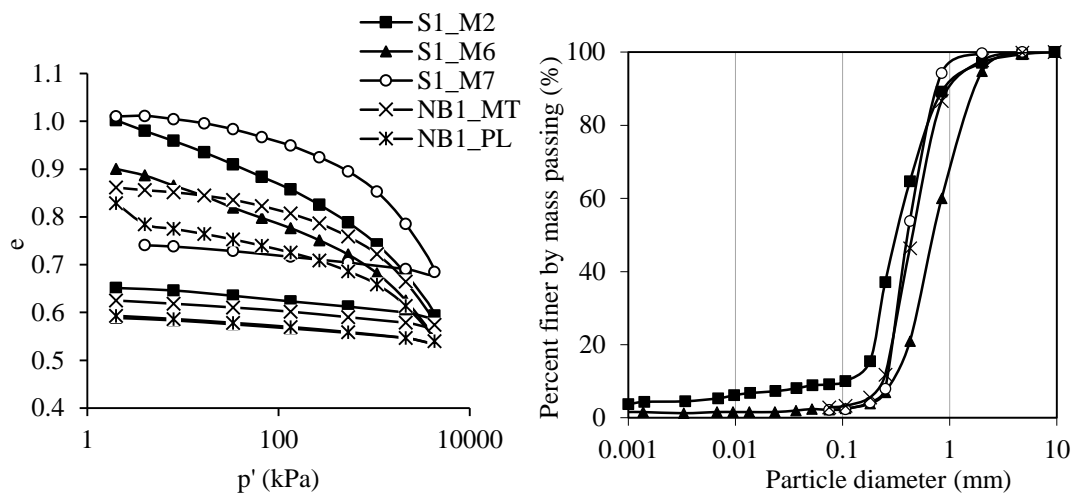 S1_M2
S1_M6
S1_M7
NB1_MT
NB1_PL
1.1
1.0
0.9
0.8
0.7
0.6
0.5
0.4
e
1 100 10000
p' (kPa)
100
80
60
40
20
0
Percent finer by mass passing (%)
0.001 0.01 0.1 1 10
Particle diameter (mm)